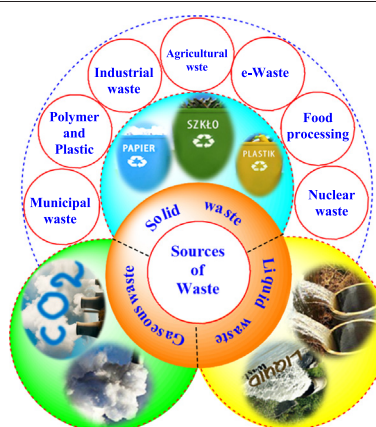 Agricultural
wste
Industrial
waste
e-Waste
Polymer
and
Plastic
Food
processing
Municipal
waste
Nuclear
waste
PAPIER
SZKŁO
PLASTIK
Solid waste
Sources
of
Waste
Gaseous waste
Liquid waste
CO2
Liquid